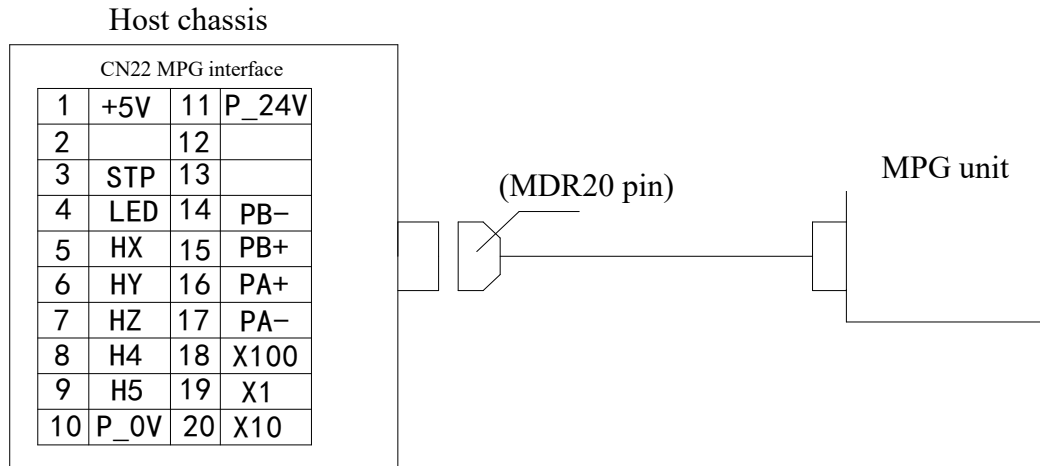 Host chassis
CN22 MPG interface
1 +5V 11 P_24V
2 12
3 STP 13
4 LED 14 PB-
5 HX 15 PB+
6 HY 16 PA+
7 HZ 17 PA-
8 H4 18 X100
9 H5 19 X1
10 P_0V 20 X10
(MDR20 pin)
MPG unit